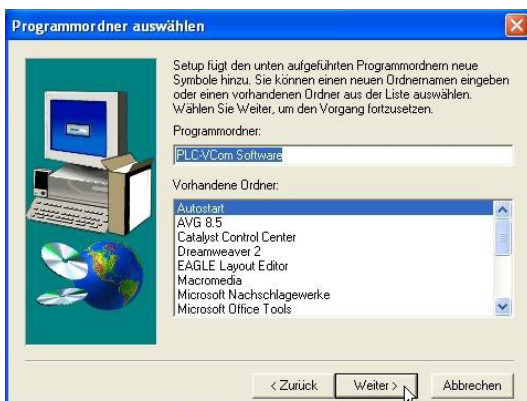 Programmordner auswählen
Setup fügt den unten aufgeführten Programmordnern neue
Symbole hinzu. Sie können einen neuen Ordnernamen eingeben
oder einen vorhandenen Ordner aus der Liste auswählen.
Wählen Sie Weiter, um den Vorgang fortzusetzen.
Programmordner:
PLC-VCom Software
Vorhandene Ordner:
Autostart
AVG 8.5
Catalyst Control Center
Dreamweaver 2
EAGLE Layout Editor
Macromedia
Microsoft Nachschlagewerke
Microsoft Office Tools
< Zurück
Weiter >
Abbrechen